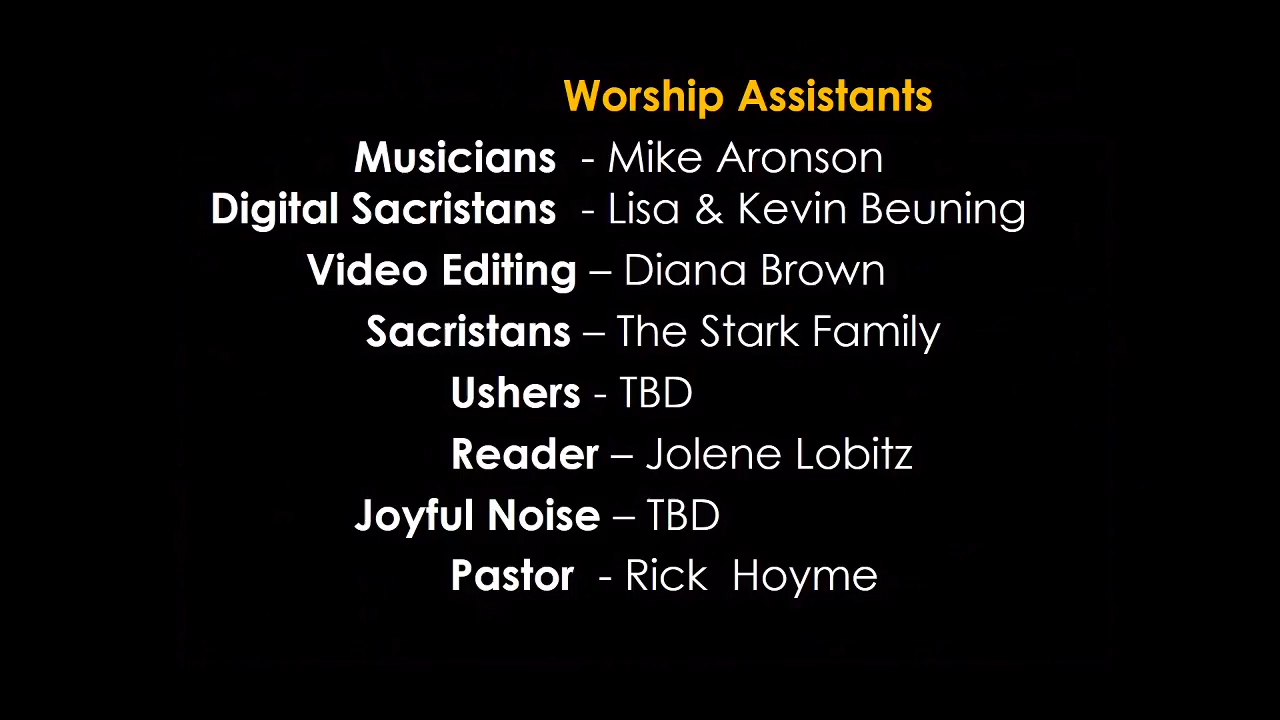 Worship Assistants
Musicians - Mike Aronson
Digital Sacristans - Lisa & Kevin Beuning
Video Editing – Diana Brown
Sacristans – The Stark Family
Ushers - TBD
Reader – Jolene Lobitz
Joyful Noise – TBD
Pastor - Rick Hoyme